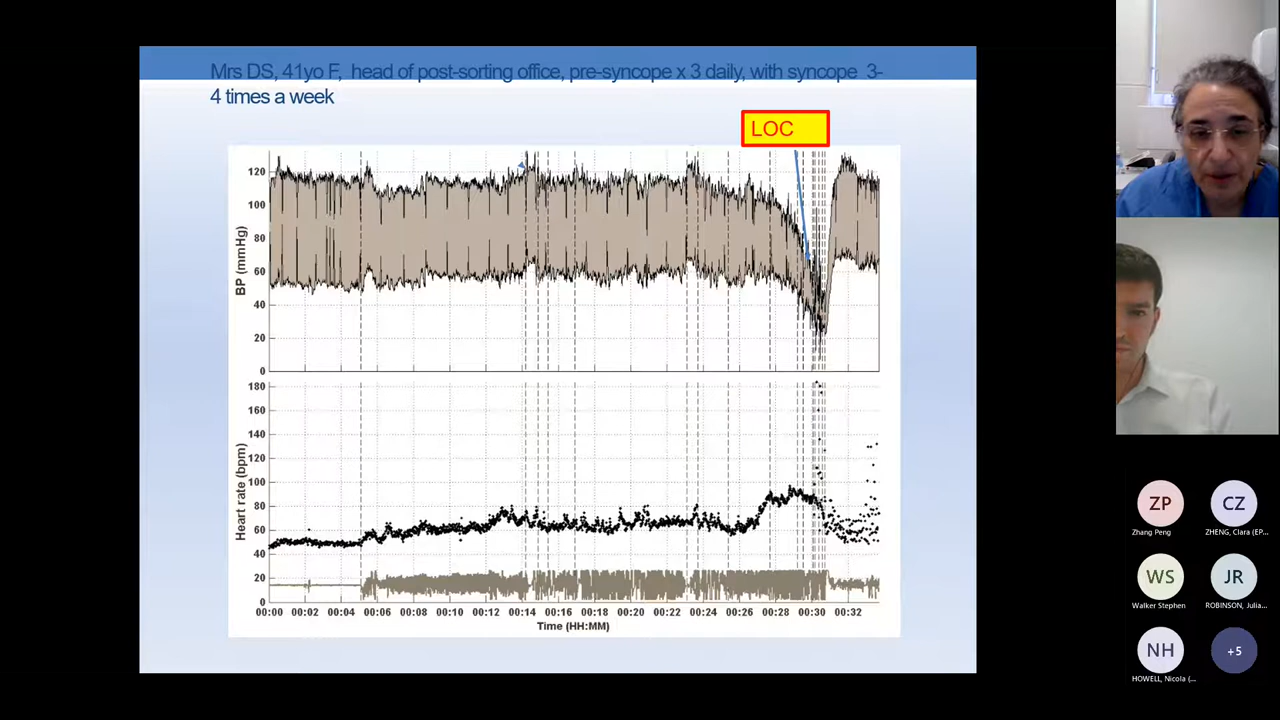 Mrs DS, 41yo F, head of post-sorting office, pre-syncope x 3 daily, with syncope 3-
4 times a week
LOC
120
100
80
60
40
20
0
BP (mmHg)
180
160
140
120
100
80
60
40
20
0
Heart rate (bpm)
00:00 00:02 00:04 00:06 00:08 00:10 00:12 00:14 00:16 00:18 00:20 00:22 00:24 00:26 00:28 00:30 00:32
Time (HH:MM)
ZP
CZ
Zhang Peng
ZHENG, Clara (EP...
WS
JR
Walker Stephen
ROBINSON, Julia...
NH
+5
HOWELL, Nicola (...